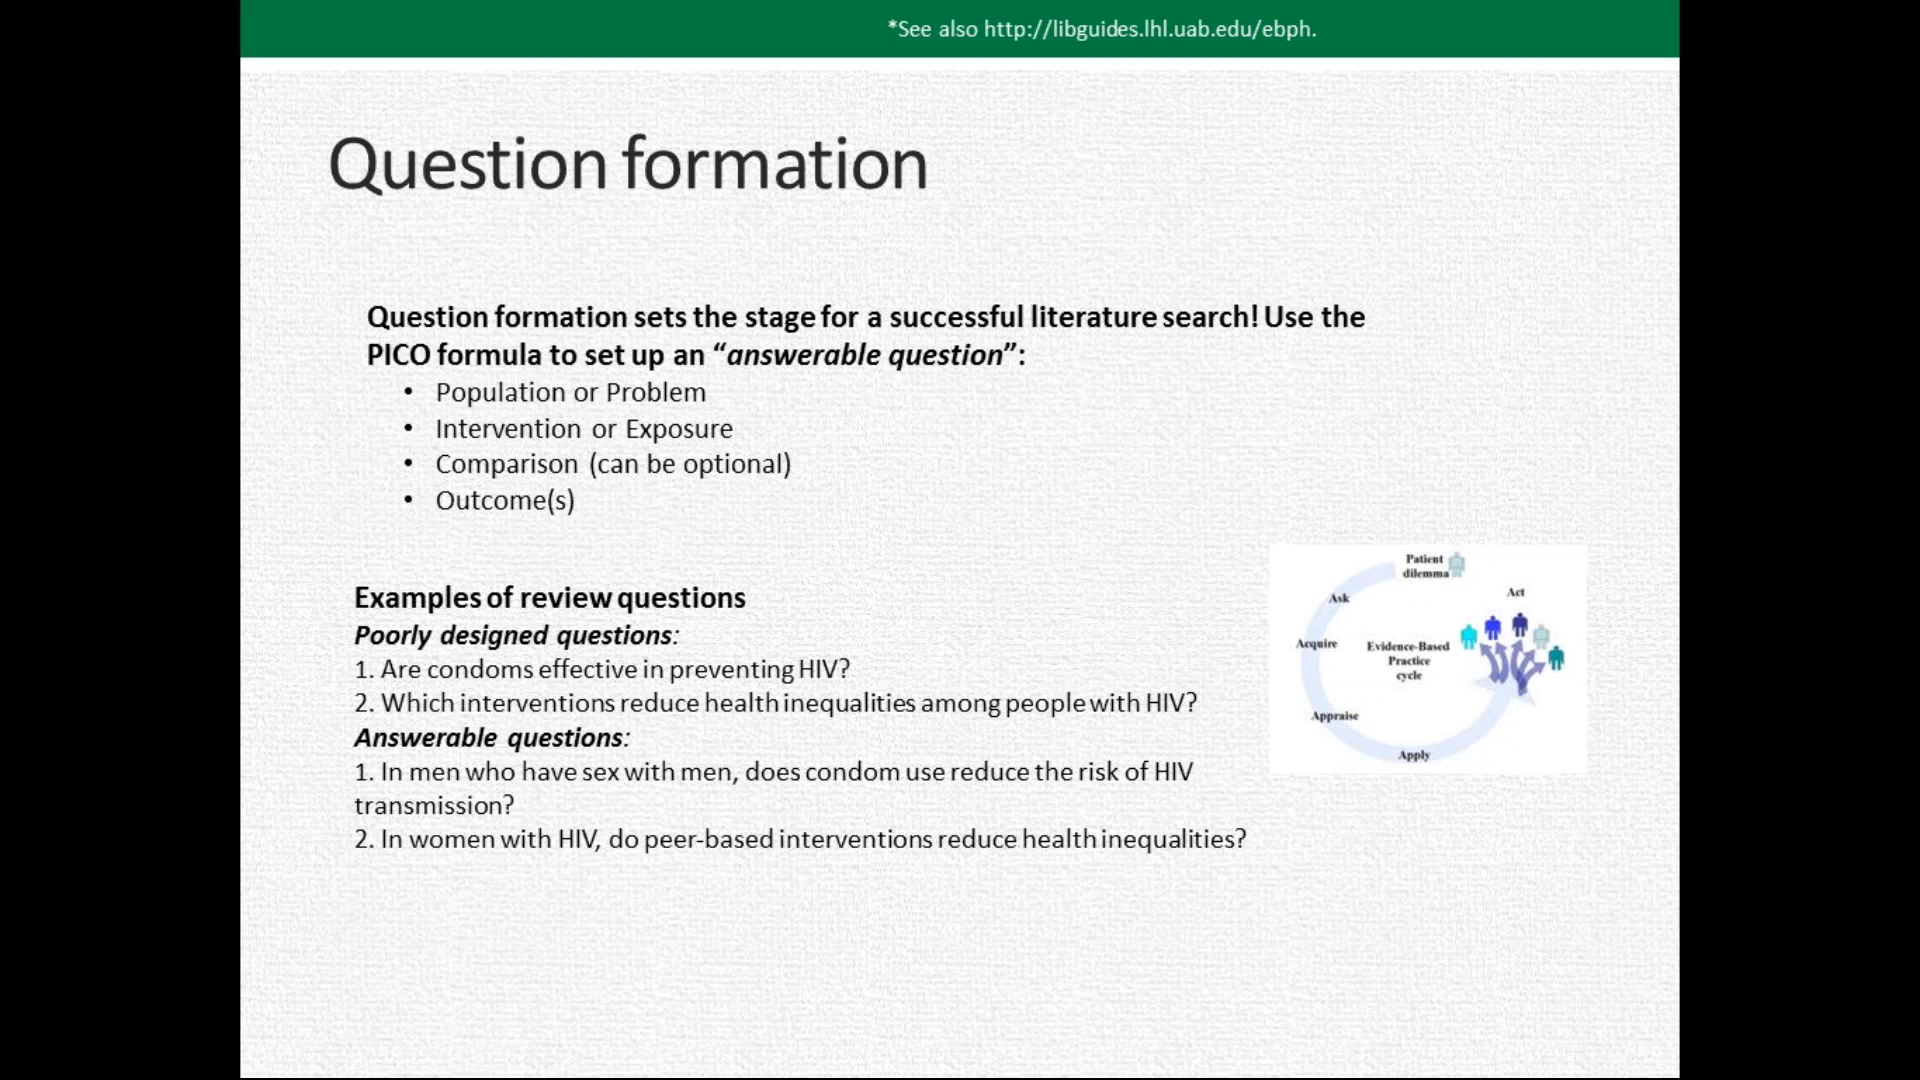 *See also http://libguides.lhl.uab.edu/ebph.
Question formation
Question formation sets the stage for a successful literature search! Use the
PICO formula to set up an “answerable question”:
• Population or Problem
• Intervention or Exposure
• Comparison (can be optional)
• Outcome(s)
Examples of review questions
Poorly designed questions:
1. Are condoms effective in preventing HIV?
2. Which interventions reduce health inequalities among people with HIV?
Answerable questions:
1. In men who have sex with men, does condom use reduce the risk of HIV
transmission?
2. In women with HIV, do peer-based interventions reduce health inequalities?
Patient
dilemma
Act
Ask
Acquire
Evidence-Based
Practice
cycle
Appraise
Apply